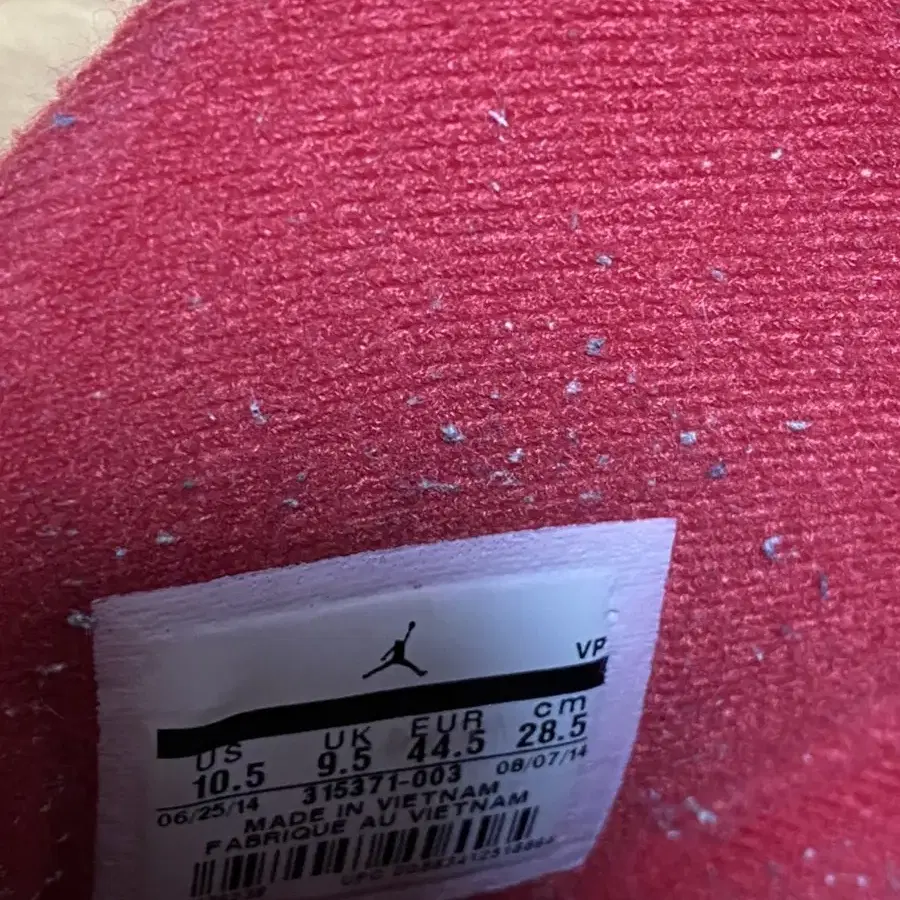 VP
US UK EUR cm
10.5 9.5 44.5 28.5
06/25/14 315371-003 08/07/14
MADE IN VIETNAM
FABRIQUE AU VIETNAM
UPC